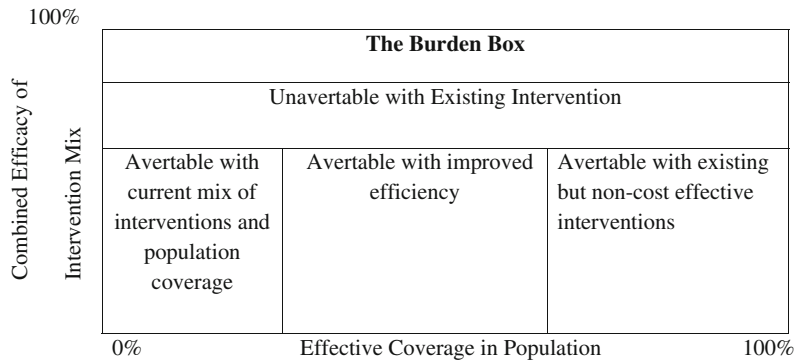 100%
The Burden Box
Combined Efficacy of
Intervention Mix
Unavertable with Existing Intervention
Avertable with
current mix of
interventions and
population
coverage
Avertable with improved
efficiency
Avertable with existing
but non-cost effective
interventions
0%
Effective Coverage in Population
100%